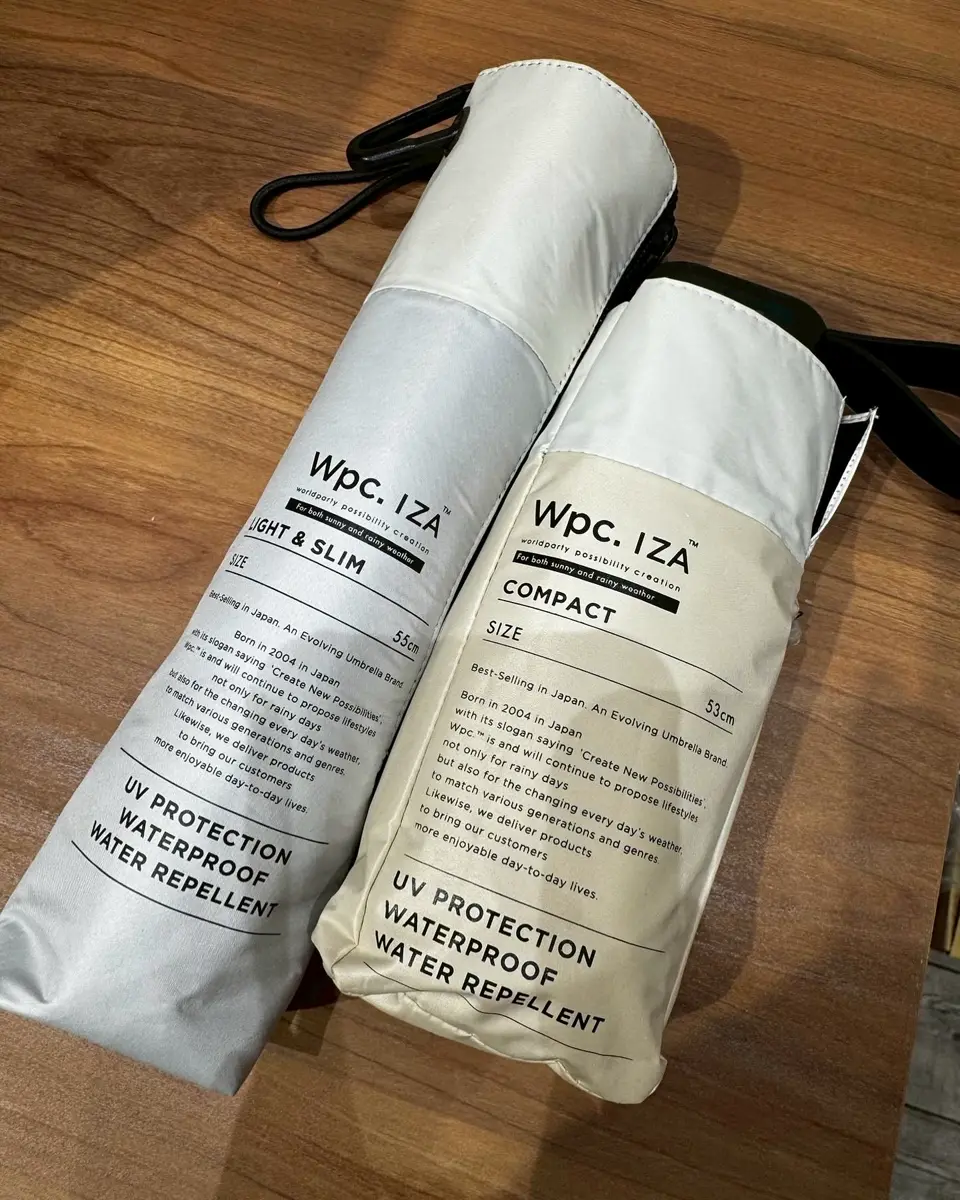 Wpc. IZA™
worldparty possibility creation
For both sunny and rainy weather
LIGHT & SLIM
SIZE
55cm
Best-Selling in Japan. An Evolving Umbrella Brand
Born in 2004 in Japan
with its slogan saying 'Create New Possibilities',
Wpc.™ is and will continue to propose lifestyles
not only for rainy days
but also for the changing every day's weather,
to match various generations and genres.
Likewise, we deliver products
to bring our customers
more enjoyable day-to-day lives.
UV PROTECTION
WATERPROOF
WATER REPELLENT
Wpc. IZA™
worldparty possibility creation
For both sunny and rainy weather
COMPACT
SIZE
53cm
Best-Selling in Japan. An Evolving Umbrella Brand.
Born in 2004 in Japan
with its slogan saying 'Create New Possibilities',
Wpc.™ is and will continue to propose lifestyles
not only for rainy days
but also for the changing every day's weather,
to match various generations and genres.
Likewise, we deliver products
to bring our customers
more enjoyable day-to-day lives.
UV PROTECTION
WATERPROOF
WATER REPELLENT